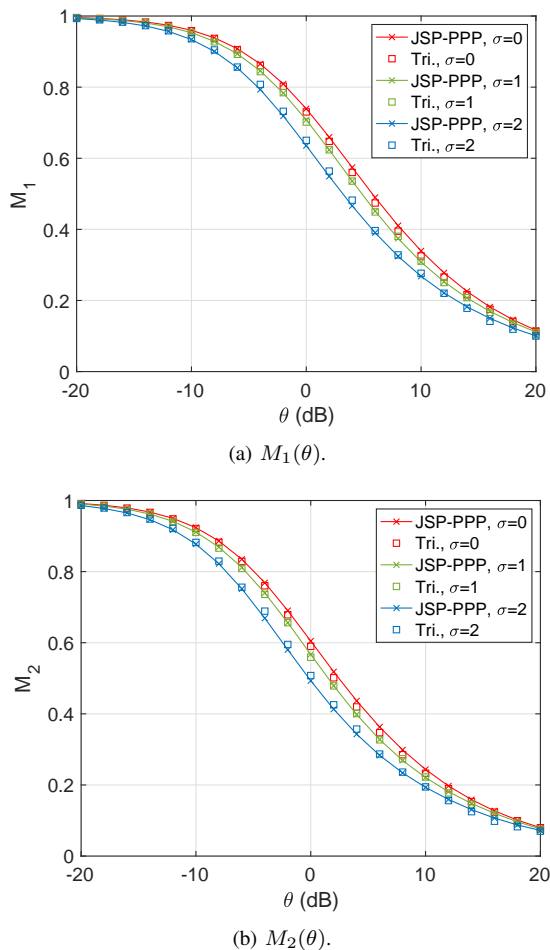 1
0.8
0.6
0.4
0.2
0
M₁
-20
-10
0
10
20
θ (dB)
JSP-PPP, σ=0
Tri., σ=0
JSP-PPP, σ=1
Tri., σ=1
JSP-PPP, σ=2
Tri., σ=2
(a) M₁(θ).
1
0.8
0.6
0.4
0.2
0
M₂
-20
-10
0
10
20
θ (dB)
JSP-PPP, σ=0
Tri., σ=0
JSP-PPP, σ=1
Tri., σ=1
JSP-PPP, σ=2
Tri., σ=2
(b) M₂(θ).